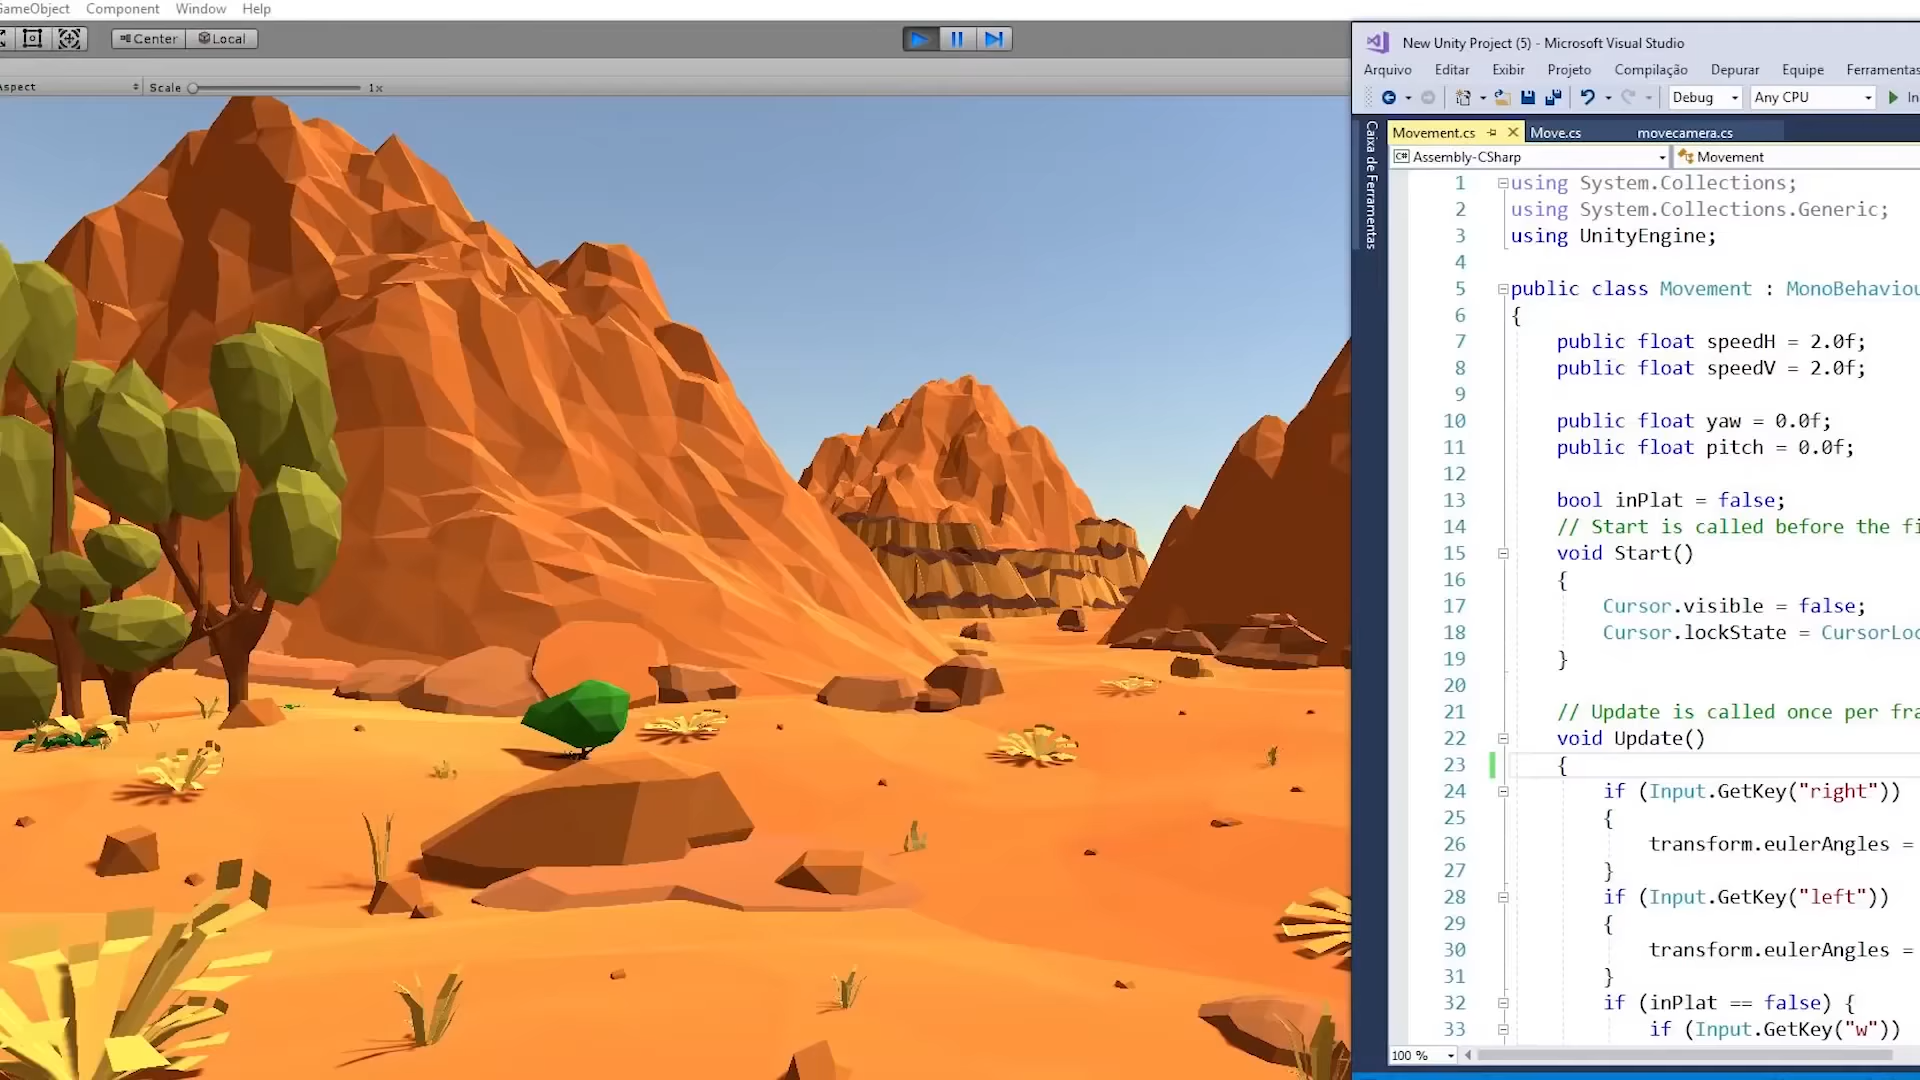 GameObject Component Window Help
Center Local
Aspect Scale 1x
New Unity Project (5) - Microsoft Visual Studio
Arquivo Editar Exibir Projeto Compilação Depurar Equipe Ferramentas
Debug Any CPU In
Caixa de Ferramentas
Movement.cs Move.cs movecamera.cs
C# Assembly-CSharp Movement
1 using System.Collections;
2 using System.Collections.Generic;
3 using UnityEngine;
4
5 public class Movement : MonoBehaviou
6 {
7 public float speedH = 2.0f;
8 public float speedV = 2.0f;
9
10 public float yaw = 0.0f;
11 public float pitch = 0.0f;
12
13 bool inPlat = false;
14 // Start is called before the fi
15 void Start()
16 {
17 Cursor.visible = false;
18 Cursor.lockState = CursorLoc
19 }
20
21 // Update is called once per fra
22 void Update()
23 {
24 if (Input.GetKey("right"))
25 {
26 transform.eulerAngles =
27 }
28 if (Input.GetKey("left"))
29 {
30 transform.eulerAngles =
31 }
32 if (inPlat == false) {
33 if (Input.GetKey("w"))
100 %